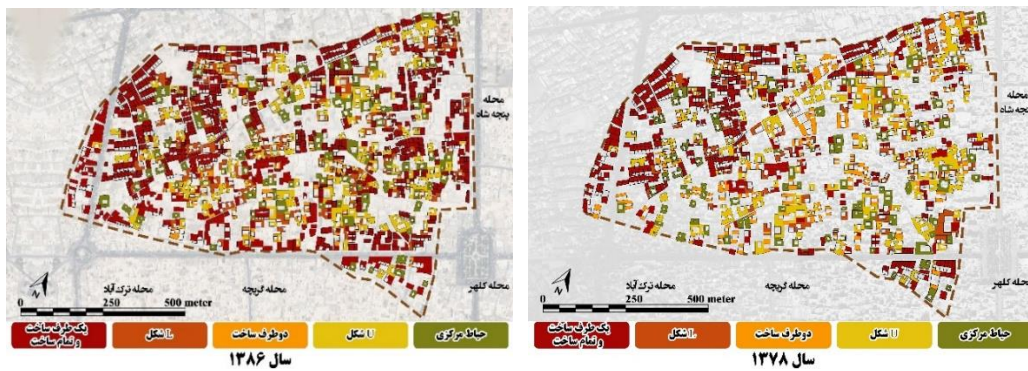 محله
پنجه شاه
محله کلهر
محله گریچه
محله ترک آباد
N
0 250 500 meter
حیاط مرکزی
U شکل
دوطرف ساخت
L شکل
یک طرف ساخت
و تمام ساخت
سال ۱۳۸۶
محله
پنجه شاه
محله کلهر
محله گریچه
محله ترک آباد
N
0 250 500 meter
حیاط مرکزی
U شکل
دوطرف ساخت
L شکل
یک طرف ساخت
و تمام ساخت
سال ۱۳۷۸